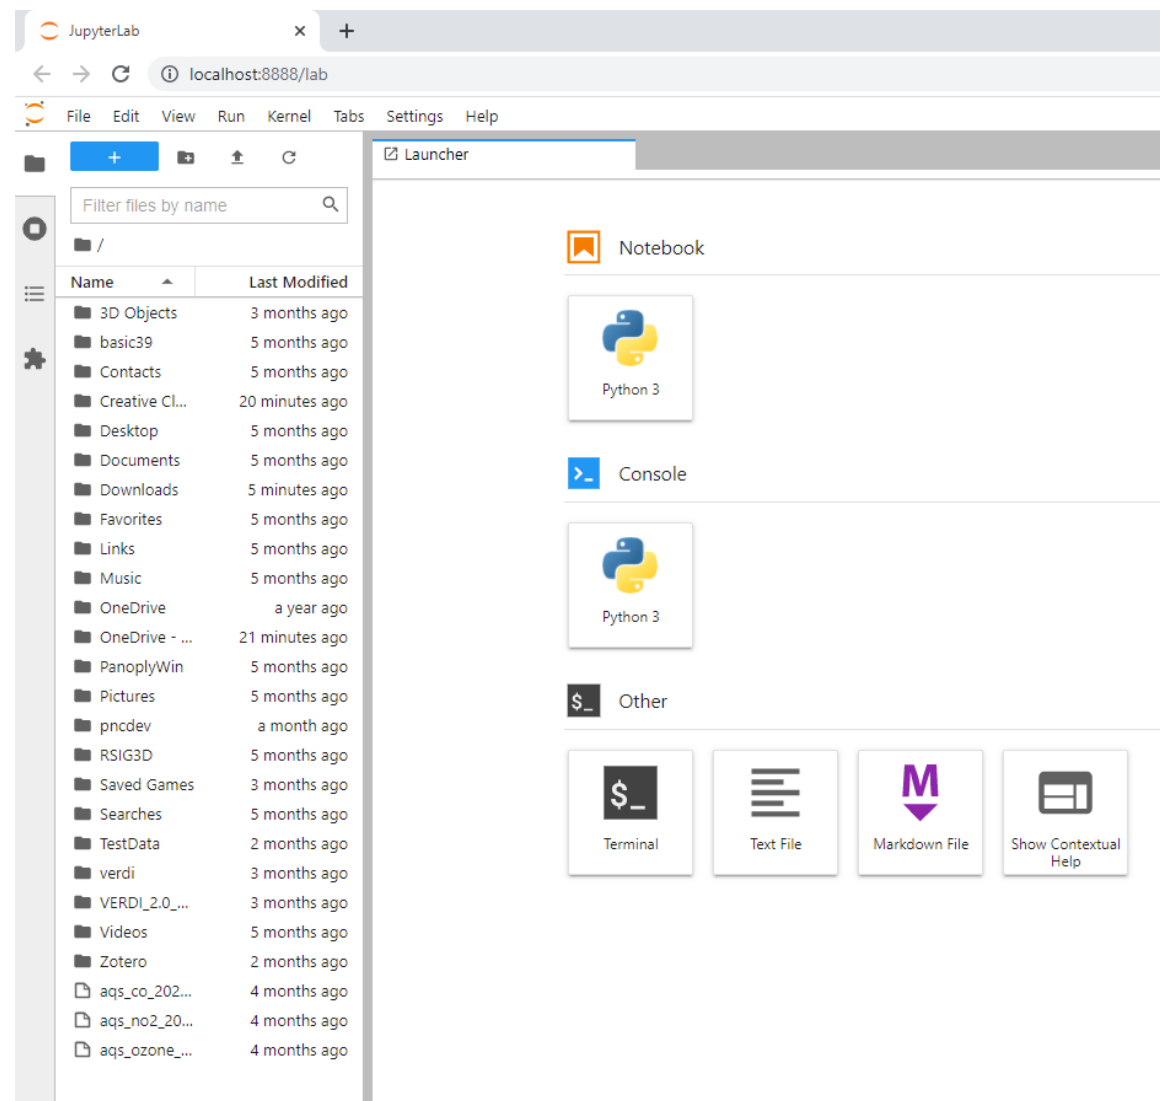 JupyterLab
localhost:8888/lab
File Edit View Run Kernel Tabs Settings Help
Launcher
Filter files by name
/
Name Last Modified
3D Objects 3 months ago
basic39 5 months ago
Contacts 5 months ago
Creative Cl... 20 minutes ago
Desktop 5 months ago
Documents 5 months ago
Downloads 5 minutes ago
Favorites 5 months ago
Links 5 months ago
Music 5 months ago
OneDrive a year ago
OneDrive - ... 21 minutes ago
PanoplyWin 5 months ago
Pictures 5 months ago
pncdev a month ago
RSIG3D 5 months ago
Saved Games 3 months ago
Searches 5 months ago
TestData 2 months ago
verdi 3 months ago
VERDI_2.0_... 3 months ago
Videos 5 months ago
Zotero 2 months ago
aqs_co_202... 4 months ago
aqs_no2_20... 4 months ago
aqs_ozone_... 4 months ago
Notebook
Python 3
Console
Python 3
$_ Other
$_
Terminal
Text File
M
Markdown File
Show Contextual
Help